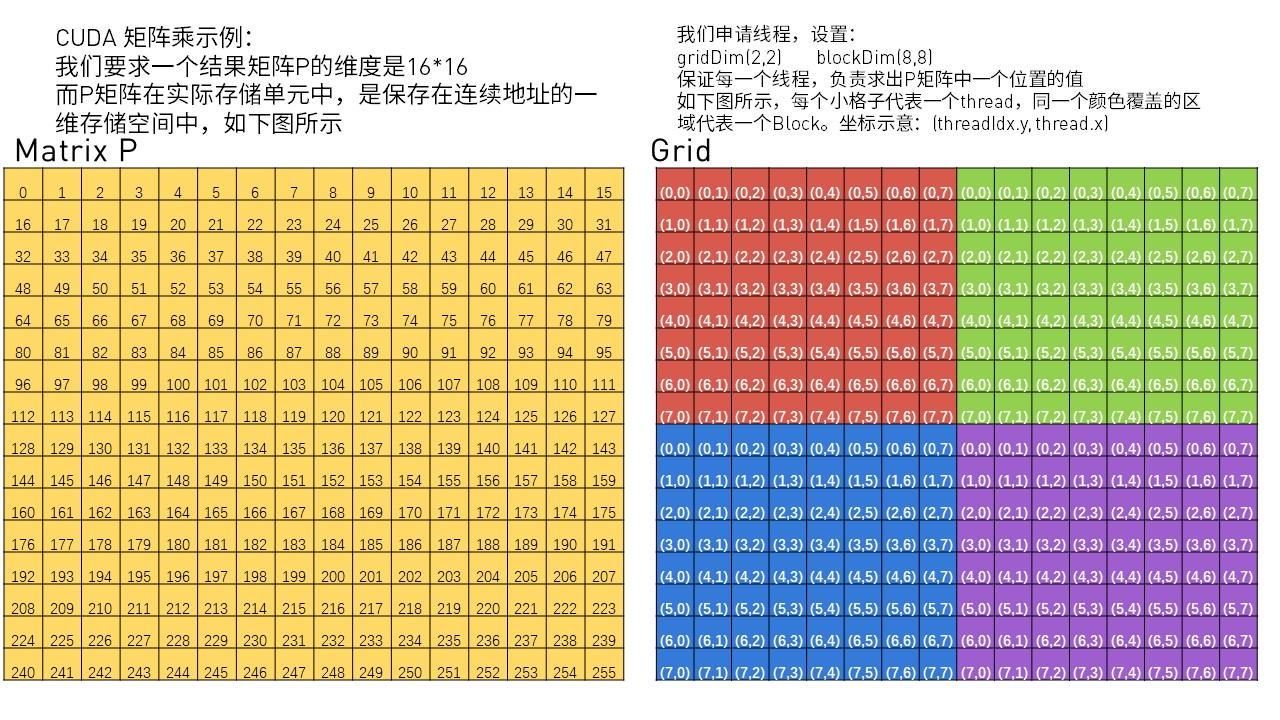 CUDA 矩阵乘示例：
我们要求一个结果矩阵P的维度是16*16
而P矩阵在实际存储单元中，是保存在连续地址的一
维存储空间中，如下图所示
Matrix P
0 1 2 3 4 5 6 7 8 9 10 11 12 13 14 15
16 17 18 19 20 21 22 23 24 25 26 27 28 29 30 31
32 33 34 35 36 37 38 39 40 41 42 43 44 45 46 47
48 49 50 51 52 53 54 55 56 57 58 59 60 61 62 63
64 65 66 67 68 69 70 71 72 73 74 75 76 77 78 79
80 81 82 83 84 85 86 87 88 89 90 91 92 93 94 95
96 97 98 99 100 101 102 103 104 105 106 107 108 109 110 111
112 113 114 115 116 117 118 119 120 121 122 123 124 125 126 127
128 129 130 131 132 133 134 135 136 137 138 139 140 141 142 143
144 145 146 147 148 149 150 151 152 153 154 155 156 157 158 159
160 161 162 163 164 165 166 167 168 169 170 171 172 173 174 175
176 177 178 179 180 181 182 183 184 185 186 187 188 189 190 191
192 193 194 195 196 197 198 199 200 201 202 203 204 205 206 207
208 209 210 211 212 213 214 215 216 217 218 219 220 221 222 223
224 225 226 227 228 229 230 231 232 233 234 235 236 237 238 239
240 241 242 243 244 245 246 247 248 249 250 251 252 253 254 255
我们申请线程，设置：
gridDim(2,2) blockDim(8,8)
保证每一个线程，负责求出P矩阵中一个位置的值
如下图所示，每个小格子代表一个thread，同一个颜色覆盖的区
域代表一个Block。坐标示意：(threadIdx.y, thread.x)
Grid
(0,0) (0,1) (0,2) (0,3) (0,4) (0,5) (0,6) (0,7) (0,0) (0,1) (0,2) (0,3) (0,4) (0,5) (0,6) (0,7)
(1,0) (1,1) (1,2) (1,3) (1,4) (1,5) (1,6) (1,7) (1,0) (1,1) (1,2) (1,3) (1,4) (1,5) (1,6) (1,7)
(2,0) (2,1) (2,2) (2,3) (2,4) (2,5) (2,6) (2,7) (2,0) (2,1) (2,2) (2,3) (2,4) (2,5) (2,6) (2,7)
(3,0) (3,1) (3,2) (3,3) (3,4) (3,5) (3,6) (3,7) (3,0) (3,1) (3,2) (3,3) (3,4) (3,5) (3,6) (3,7)
(4,0) (4,1) (4,2) (4,3) (4,4) (4,5) (4,6) (4,7) (4,0) (4,1) (4,2) (4,3) (4,4) (4,5) (4,6) (4,7)
(5,0) (5,1) (5,2) (5,3) (5,4) (5,5) (5,6) (5,7) (5,0) (5,1) (5,2) (5,3) (5,4) (5,5) (5,6) (5,7)
(6,0) (6,1) (6,2) (6,3) (6,4) (6,5) (6,6) (6,7) (6,0) (6,1) (6,2) (6,3) (6,4) (6,5) (6,6) (6,7)
(7,0) (7,1) (7,2) (7,3) (7,4) (7,5) (7,6) (7,7) (7,0) (7,1) (7,2) (7,3) (7,4) (7,5) (7,6) (7,7)
(0,0) (0,1) (0,2) (0,3) (0,4) (0,5) (0,6) (0,7) (0,0) (0,1) (0,2) (0,3) (0,4) (0,5) (0,6) (0,7)
(1,0) (1,1) (1,2) (1,3) (1,4) (1,5) (1,6) (1,7) (1,0) (1,1) (1,2) (1,3) (1,4) (1,5) (1,6) (1,7)
(2,0) (2,1) (2,2) (2,3) (2,4) (2,5) (2,6) (2,7) (2,0) (2,1) (2,2) (2,3) (2,4) (2,5) (2,6) (2,7)
(3,0) (3,1) (3,2) (3,3) (3,4) (3,5) (3,6) (3,7) (3,0) (3,1) (3,2) (3,3) (3,4) (3,5) (3,6) (3,7)
(4,0) (4,1) (4,2) (4,3) (4,4) (4,5) (4,6) (4,7) (4,0) (4,1) (4,2) (4,3) (4,4) (4,5) (4,6) (4,7)
(5,0) (5,1) (5,2) (5,3) (5,4) (5,5) (5,6) (5,7) (5,0) (5,1) (5,2) (5,3) (5,4) (5,5) (5,6) (5,7)
(6,0) (6,1) (6,2) (6,3) (6,4) (6,5) (6,6) (6,7) (6,0) (6,1) (6,2) (6,3) (6,4) (6,5) (6,6) (6,7)
(7,0) (7,1) (7,2) (7,3) (7,4) (7,5) (7,6) (7,7) (7,0) (7,1) (7,2) (7,3) (7,4) (7,5) (7,6) (7,7)